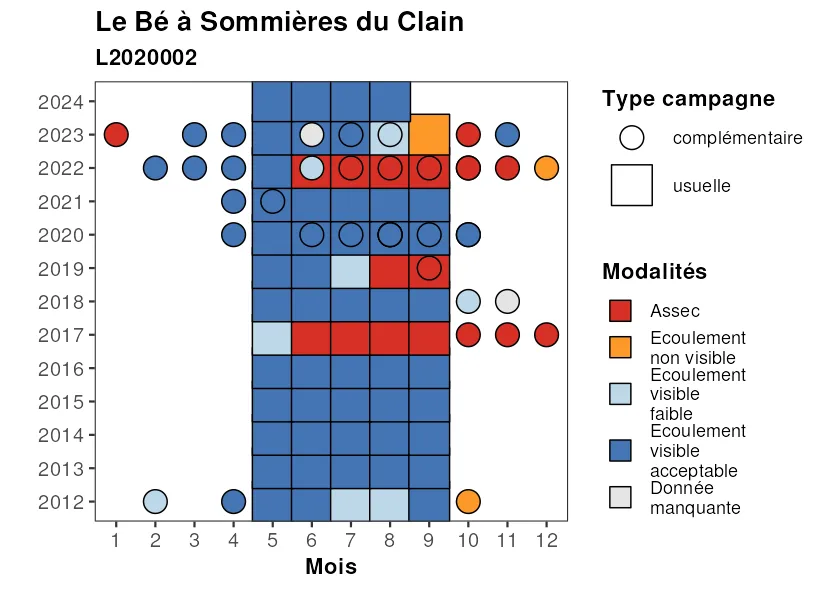 Le Bé à Sommières du Clain
L2020002
2024
2023
2022
2021
2020
2019
2018
2017
2016
2015
2014
2013
2012
1 2 3 4 5 6 7 8 9 10 11 12
Mois
Type campagne
complémentaire
usuelle
Modalités
Assec
Ecoulement
non visible
Ecoulement
visible
faible
Ecoulement
visible
acceptable
Donnée
manquante